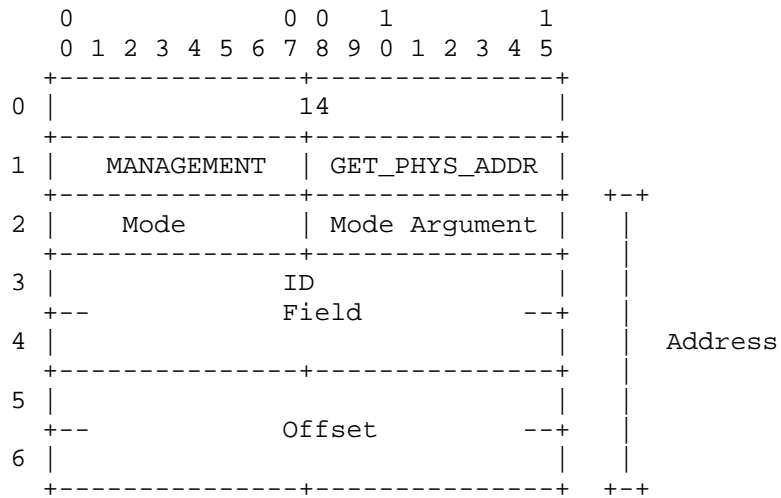 0 0 0 1 1
0 1 2 3 4 5 6 7 8 9 0 1 2 3 4 5
+---------------+---------------+
0 | 14 |
+---------------+---------------+
1 | MANAGEMENT | GET_PHYS_ADDR |
+---------------+---------------+ +-+
2 | Mode | Mode Argument | |
+---------------+---------------+ |
3 | ID | |
+-- Field --+ |
4 | | | Address
+---------------+---------------+ |
5 | | |
+-- Offset --+ |
6 | | |
+---------------+---------------+ +-+